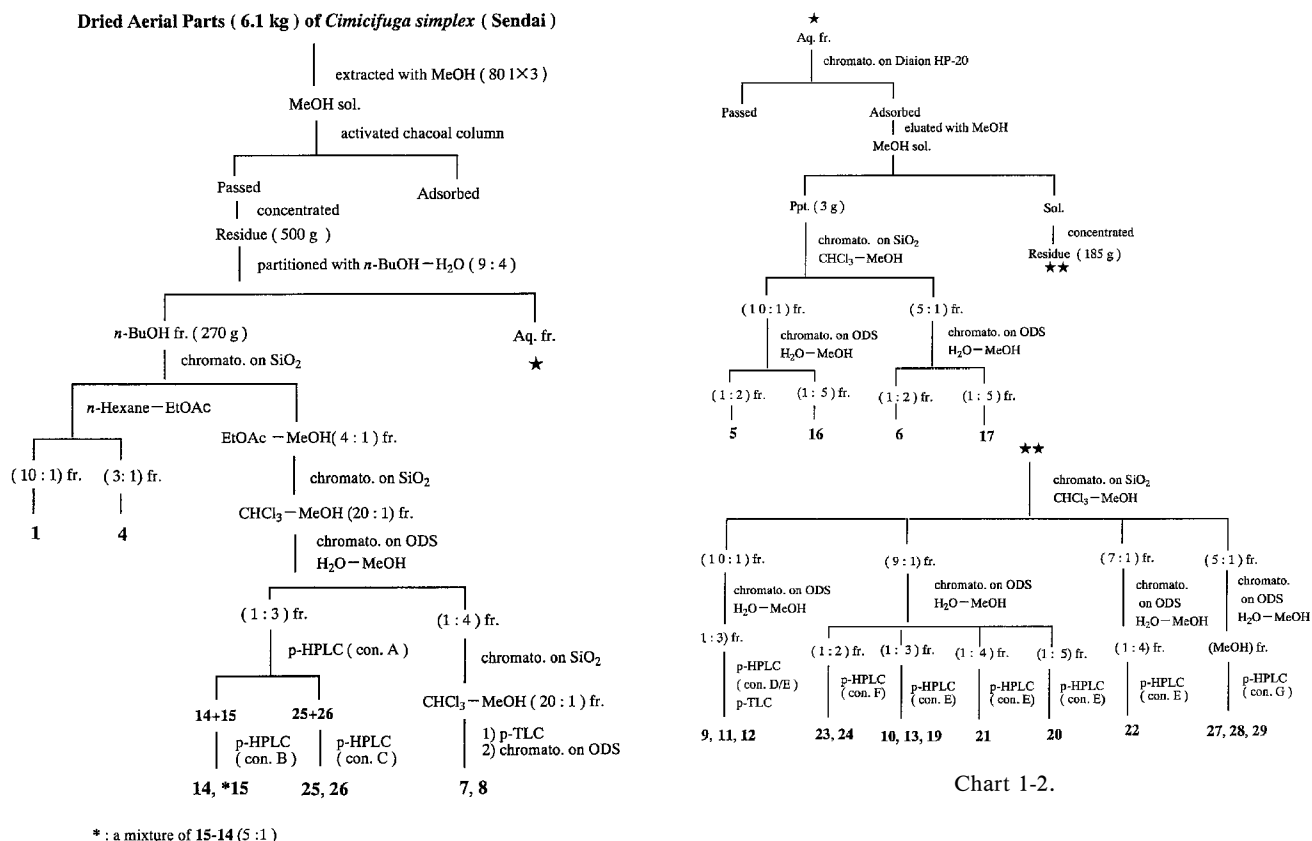 Dried Aerial Parts ( 6.1 kg ) of Cimicifuga simplex ( Sendai )
extracted with MeOH ( 80 l×3 )
MeOH sol.
activated chacoal column
Passed
Adsorbed
concentrated
Residue ( 500 g )
partitioned with n-BuOH－H2O ( 9 : 4 )
n-BuOH fr. ( 270 g )
Aq. fr.
★
chromato. on SiO2
n-Hexane－EtOAc
EtOAc －MeOH( 4 : 1 ) fr.
( 10 : 1 ) fr.
( 3: 1) fr.
chromato. on SiO2
1
4
CHCl3－MeOH (20 : 1 ) fr.
chromato. on ODS
H2O－MeOH
( 1 : 3 ) fr.
( 1 : 4 ) fr.
p-HPLC ( con. A )
chromato. on SiO2
14+15
25+26
CHCl3－MeOH ( 20 : 1 ) fr.
p-HPLC
( con. B )
p-HPLC
( con. C )
1) p-TLC
2) chromato. on ODS
14, *15
25, 26
7, 8
* : a mixture of 15-14 (5 :1 )
★
Aq. fr.
chromato. on Diaion HP-20
Passed
Adsorbed
eluated with MeOH
MeOH sol.
Ppt. ( 3 g )
Sol.
chromato. on SiO2
CHCl3－MeOH
concentrated
Residue ( 185 g )
★★
( 1 0 : 1 ) fr.
( 5 : 1 ) fr.
chromato. on ODS
H2O－MeOH
chromato. on ODS
H2O－MeOH
( 1 : 2 ) fr.
( 1 : 5 ) fr.
( 1 : 2 ) fr.
( 1 : 5 ) fr.
5
16
6
17
★★
chromato. on SiO2
CHCl3－MeOH
( 1 0 : 1 ) fr.
( 9 : 1 ) fr.
( 7 : 1 ) fr.
( 5 : 1 ) fr.
chromato. on ODS
H2O－MeOH
chromato. on ODS
H2O－MeOH
chromato.
on ODS
H2O－MeOH
chromato.
on ODS
H2O－MeOH
1 : 3) fr.
( 1 : 2 ) fr.
( 1 : 3 ) fr.
( 1 : 4 ) fr.
( 1 : 5 ) fr.
( 1 : 4 ) fr.
(MeOH) fr.
p-HPLC
( con. D/E )
p-TLC
p-HPLC
( con. F )
p-HPLC
( con. E )
p-HPLC
( con. E )
p-HPLC
( con. E )
p-HPLC
( con. E )
p-HPLC
( con. G )
9, 11, 12
23, 24
10, 13, 19
21
20
22
27, 28, 29
Chart 1-2.